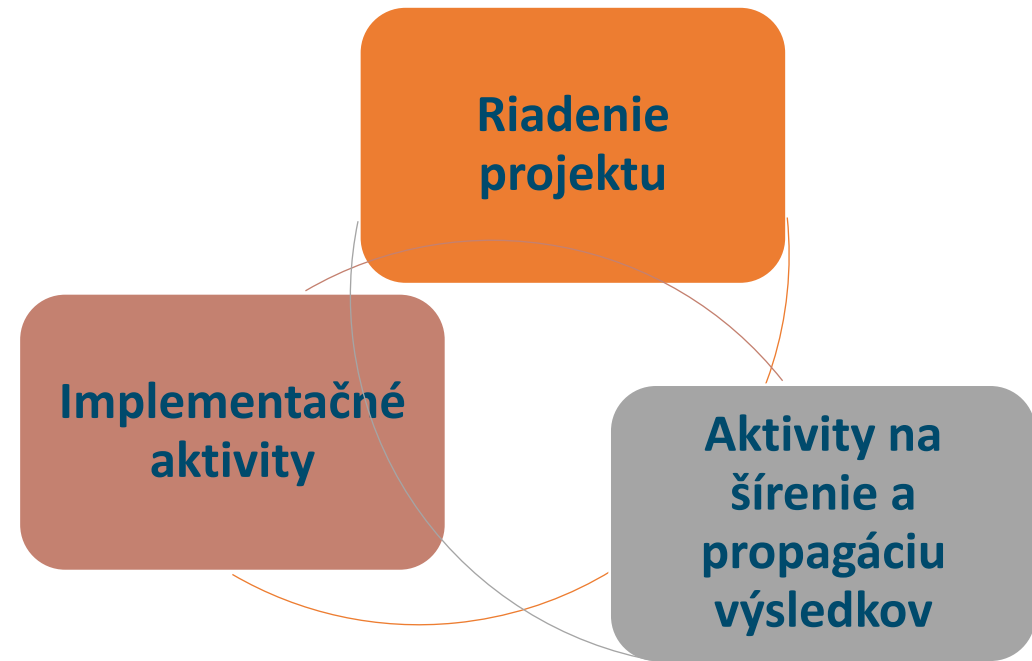 Riadenie
projektu
Implementačné
aktivity
Aktivity na
šírenie a
propagáciu
výsledkov